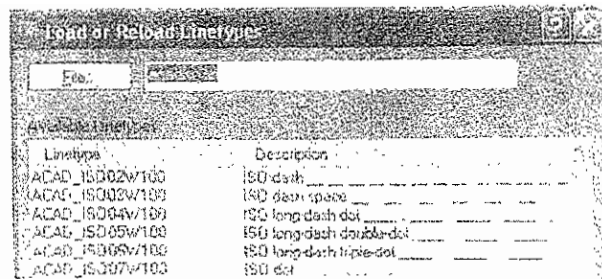 Load or Reload Linetypes
File...
Available Linetypes
Linetype Description
ACAD_ISO02W100 ISO dash
ACAD_ISO03W100 ISO dash space
ACAD_ISO04W100 ISO long-dash dot
ACAD_ISO05W100 ISO long-dash double-dot
ACAD_ISO06W100 ISO long-dash triple-dot
ACAD_ISO07W100 ISO dot